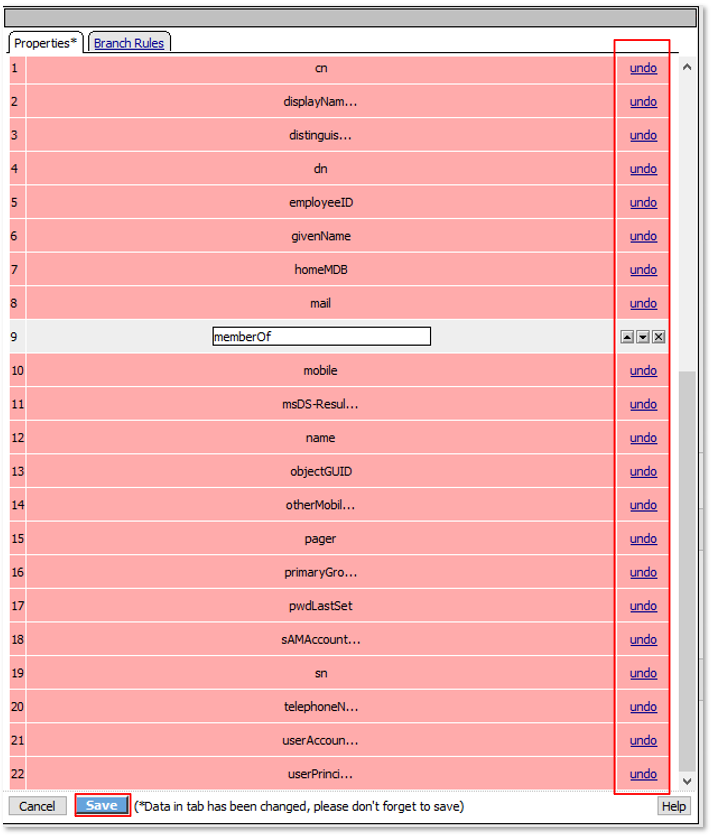 Properties* Branch Rules
1 cn undo
2 displayNam... undo
3 distinguis... undo
4 dn undo
5 employeeID undo
6 givenName undo
7 homeMDB undo
8 mail undo
9 memberOf
10 mobile undo
11 msDS-Resul... undo
12 name undo
13 objectGUID undo
14 otherMobil... undo
15 pager undo
16 primaryGro... undo
17 pwdLastSet undo
18 sAMAccount... undo
19 sn undo
20 telephoneN... undo
21 userAccoun... undo
22 userPrinci... undo
Cancel Save (*Data in tab has been changed, please don't forget to save) Help